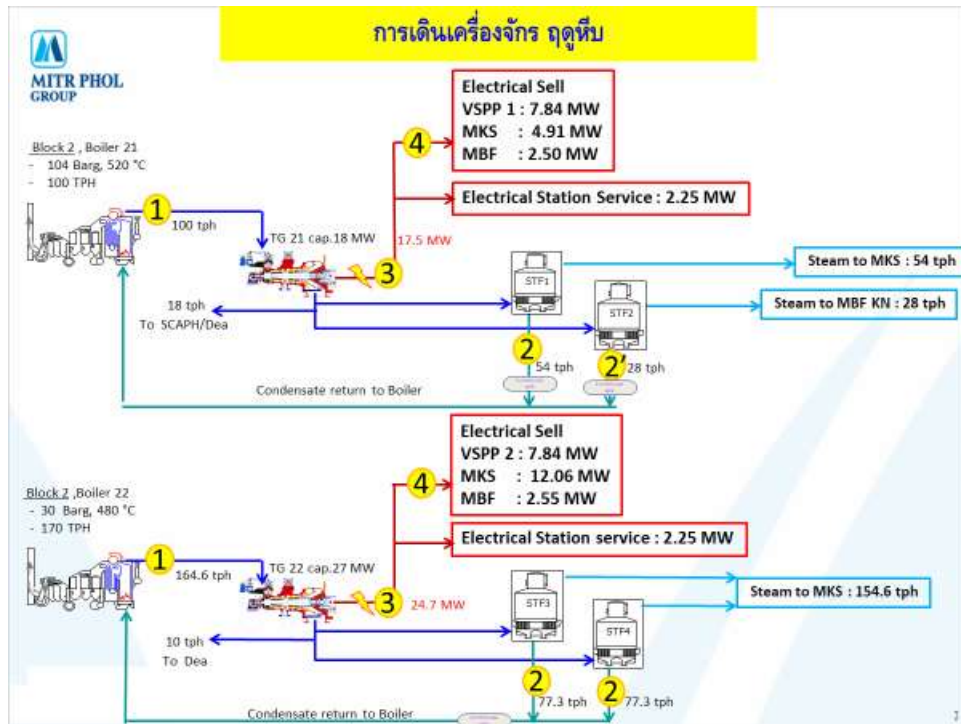 การเดินเครื่องจักร ฤดูหีบ
MITR PHOL
GROUP
Block 2 , Boiler 21
- 104 Barg, 520 °C
- 100 TPH
1
100 tph
TG 21 cap.18 MW
17.5 MW
3
4
Electrical Sell
VSPP 1 : 7.84 MW
MKS : 4.91 MW
MBF : 2.50 MW
Electrical Station Service : 2.25 MW
STF1
Steam to MKS : 54 tph
STF2
Steam to MBF KN : 28 tph
18 tph
To SCAPH/Dea
2
54 tph
2’
28 tph
Condensate return to Boiler
Block 2 ,Boiler 22
- 30 Barg, 480 °C
- 170 TPH
1
164.6 tph
TG 22 cap.27 MW
24.7 MW
3
4
Electrical Sell
VSPP 2 : 7.84 MW
MKS : 12.06 MW
MBF : 2.55 MW
Electrical Station service : 2.25 MW
STF3
STF4
Steam to MKS : 154.6 tph
10 tph
To Dea
2
77.3 tph
2
77.3 tph
Condensate return to Boiler